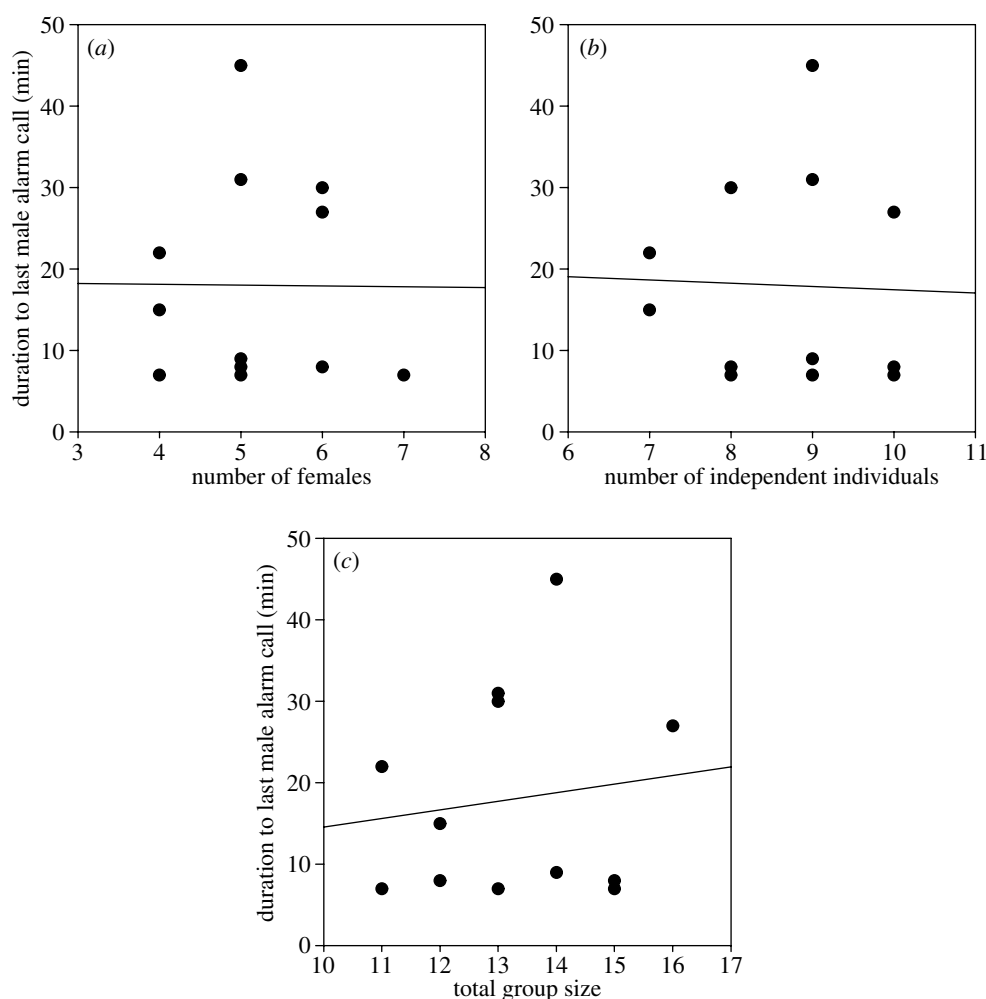 (a)
50
40
30
20
10
0
3 4 5 6 7 8
number of females
duration to last male alarm call (min)
(b)
50
40
30
20
10
0
6 7 8 9 10 11
number of independent individuals
(c)
50
40
30
20
10
0
10 11 12 13 14 15 16 17
total group size
duration to last male alarm call (min)